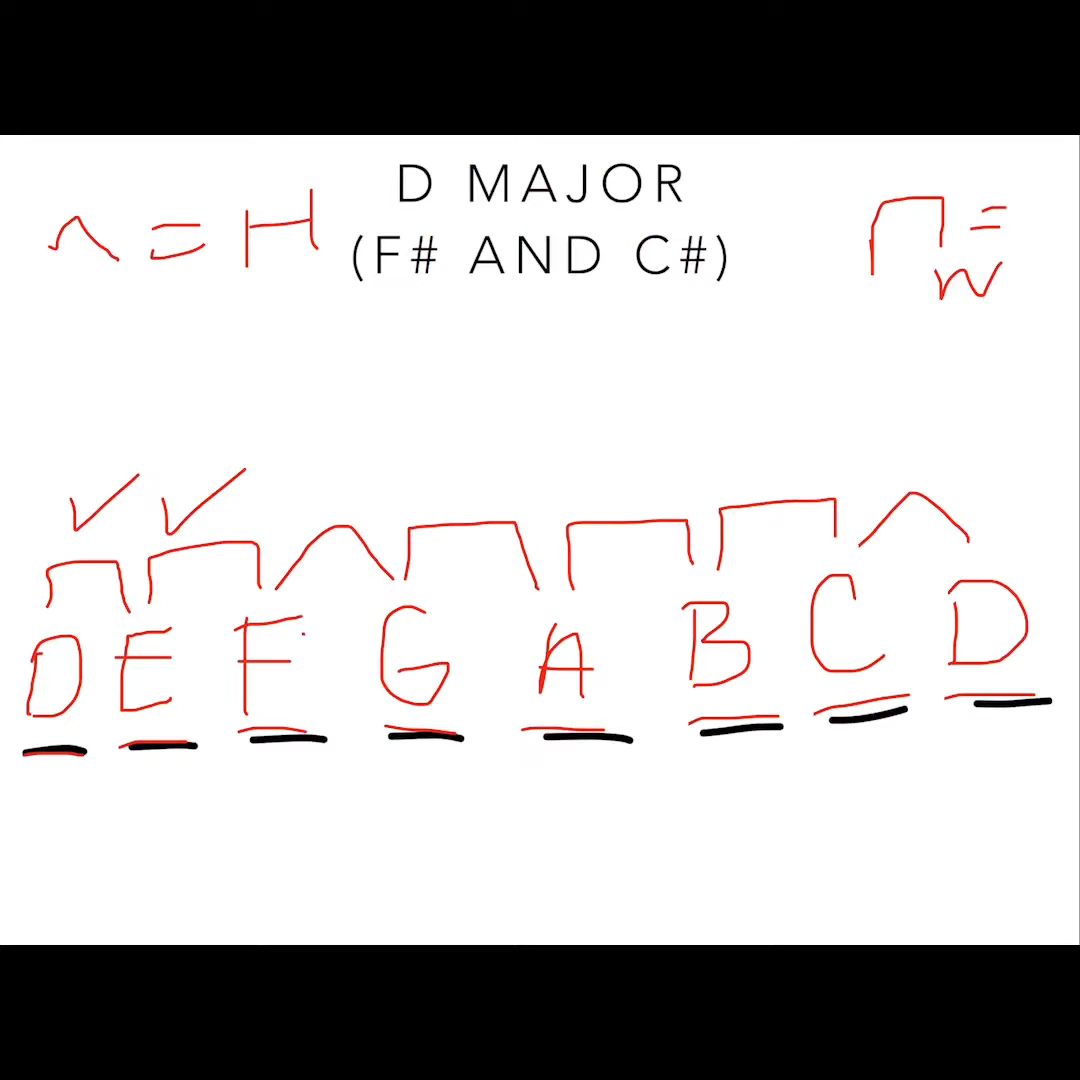 D MAJOR
(F# AND C#)
= H
= W
D E F G A B C D